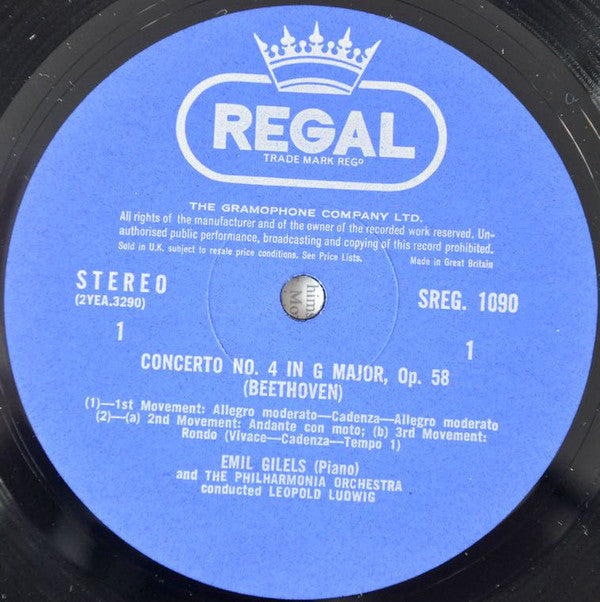 REGAL
TRADE MARK REGD
THE GRAMOPHONE COMPANY LTD.
All rights of the manufacturer and of the owner of the recorded work reserved. Un-
authorised public performance, broadcasting and copying of this record prohibited.
Sold in U.K. subject to resale price conditions. See Price Lists.
Made in Great Britain
STEREO
(2YEA.3290)
SREG. 1090
1
1
CONCERTO NO. 4 IN G MAJOR, Op. 58
(BEETHOVEN)
(1)—1st Movement: Allegro moderato—Cadenza—Allegro moderato
(2)—(a) 2nd Movement: Andante con moto; (b) 3rd Movement:
Rondo (Vivace—Cadenza—Tempo 1)
EMIL GILELS (Piano)
and THE PHILHARMONIA ORCHESTRA
conducted LEOPOLD LUDWIG